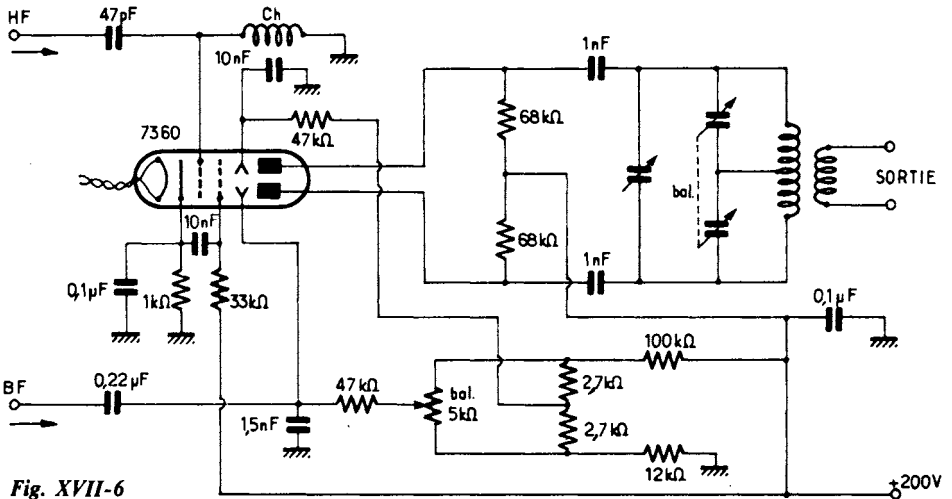 HF
47pF
Ch
10nF
47kΩ
7360
10nF
0,1µF
1kΩ
33kΩ
1nF
68kΩ
68kΩ
1nF
bal.
SORTIE
0,1µF
BF
0,22µF
1,5nF
47kΩ
bal.
5kΩ
100kΩ
2,7kΩ
2,7kΩ
12kΩ
+200V
Fig. XVII-6